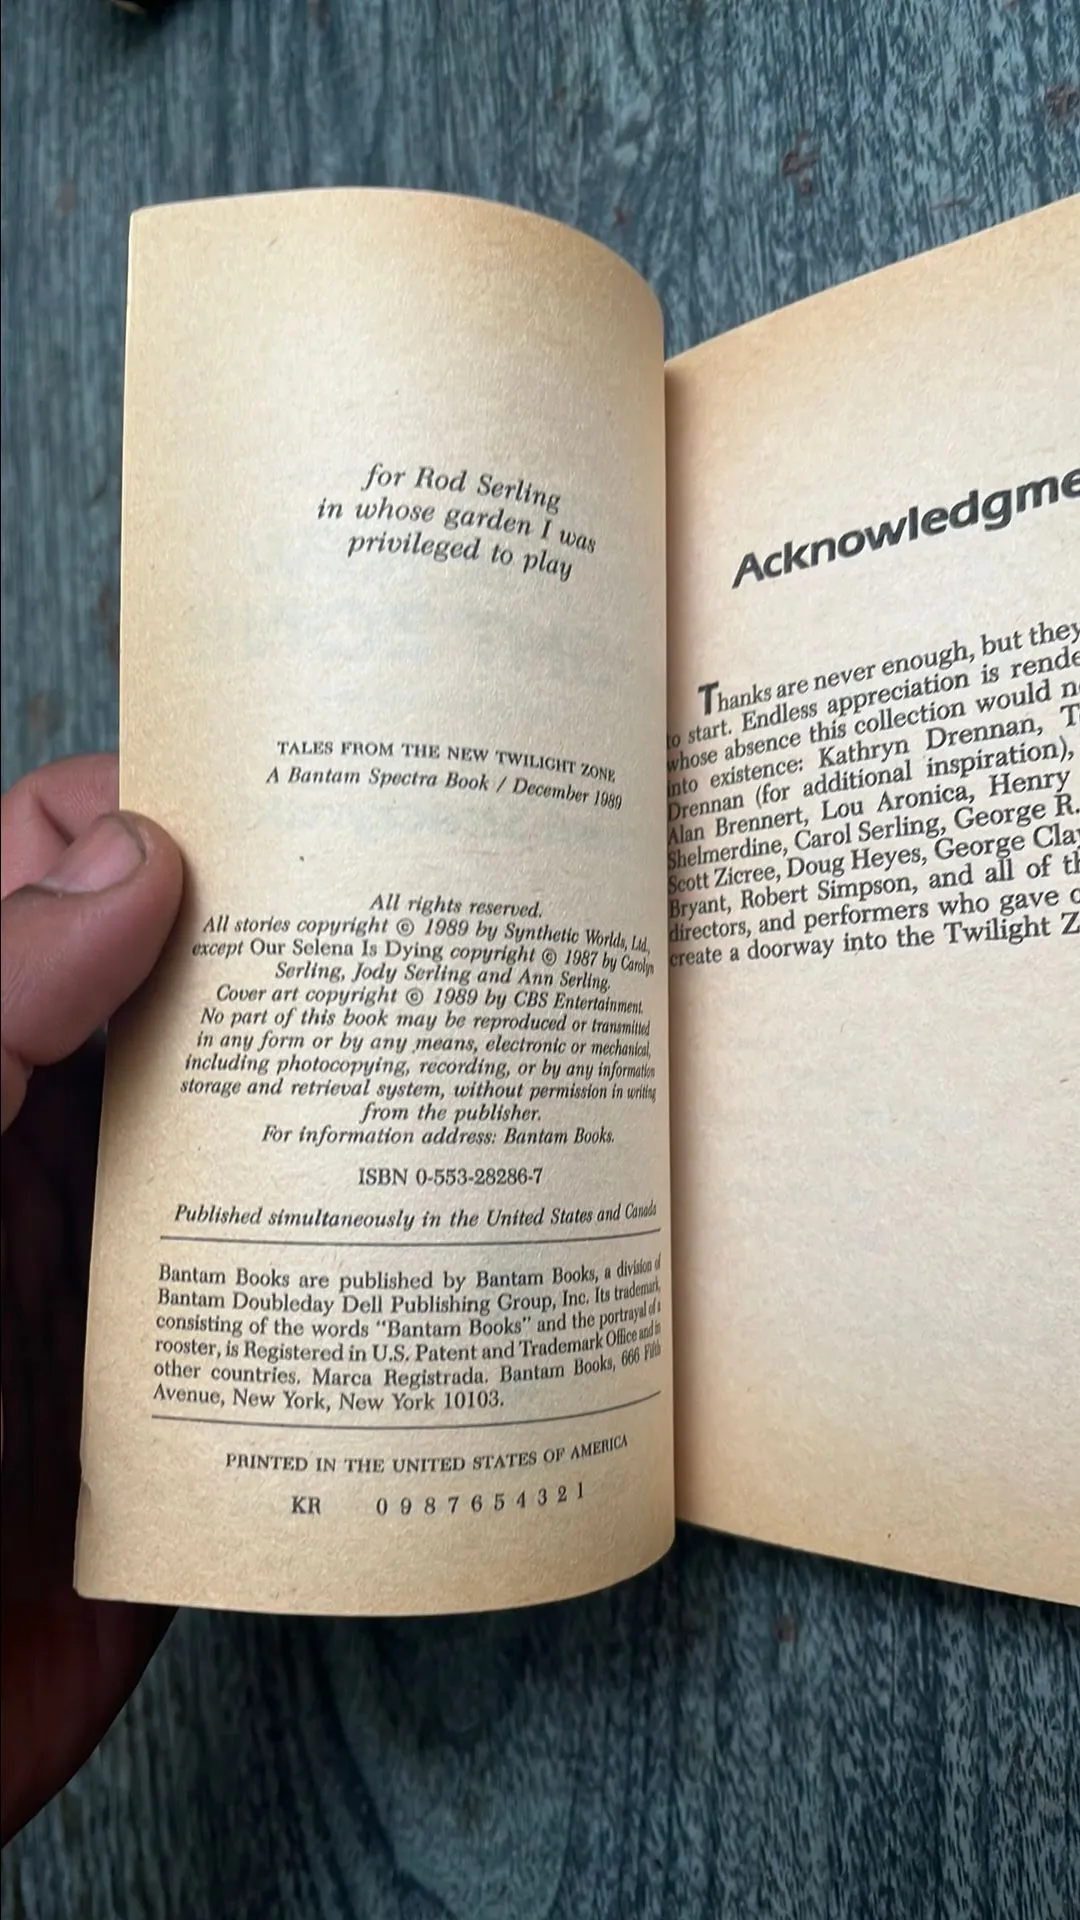 for Rod Serling
in whose garden I was
privileged to play
TALES FROM THE NEW TWILIGHT ZONE
A Bantam Spectra Book / December 1989
All rights reserved.
All stories copyright © 1989 by Synthetic Worlds, Ltd.,
except Our Selena Is Dying copyright © 1987 by Carolyn
Serling, Jody Serling and Ann Serling.
Cover art copyright © 1989 by CBS Entertainment.
No part of this book may be reproduced or transmitted
in any form or by any means, electronic or mechanical,
including photocopying, recording, or by any information
storage and retrieval system, without permission in writing
from the publisher.
For information address: Bantam Books.
ISBN 0-553-28286-7
Published simultaneously in the United States and Canada
Bantam Books are published by Bantam Books, a division of
Bantam Doubleday Dell Publishing Group, Inc. Its trademark,
consisting of the words "Bantam Books" and the portrayal of a
rooster, is Registered in U.S. Patent and Trademark Office and in
other countries. Marca Registrada. Bantam Books, 666 Fifth
Avenue, New York, New York 10103.
PRINTED IN THE UNITED STATES OF AMERICA
KR 0 9 8 7 6 5 4 3 2 1
Acknowledgme
Thanks are never enough, but they
to start. Endless appreciation is rende
whose absence this collection would n
into existence: Kathryn Drennan, T
Drennan (for additional inspiration),
Alan Brennert, Lou Aronica, Henry
Shelmerdine, Carol Serling, George R.
Scott Zicree, Doug Heyes, George Clay
Bryant, Robert Simpson, and all of th
directors, and performers who gave o
create a doorway into the Twilight Z